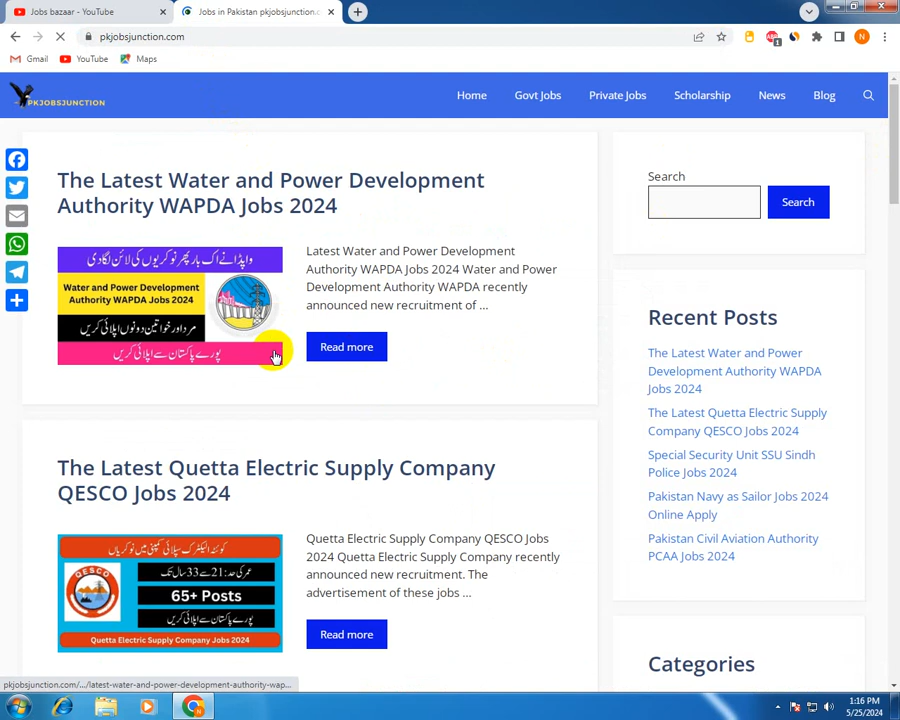 Jobs bazaar - YouTube
Jobs in Pakistan pkjobsjunction.c
pkjobsjunction.com
1
N
Gmail
YouTube
Maps
PKJOBSJUNCTION
Home
Govt Jobs
Private Jobs
Scholarship
News
Blog
The Latest Water and Power Development
Authority WAPDA Jobs 2024
واپڈا نے اک بار پھر نوکریوں کی لائن لگا دی
Water and Power Development
Authority WAPDA Jobs 2024
مرد اور خواتین دونوں اپلائی کریں
پورے پاکستان سے اپلائی کریں
Latest Water and Power Development
Authority WAPDA Jobs 2024 Water and Power
Development Authority WAPDA recently
announced new recruitment of ...
Read more
The Latest Quetta Electric Supply Company
QESCO Jobs 2024
کوئٹہ الیکٹرک سپلائی کمپنی میں نوکریاں
QESCO
عمر کی حد: 21 سے 33 سال تک
65+ Posts
پورے پاکستان سے اپلائی کریں
Quetta Electric Supply Company Jobs 2024
Quetta Electric Supply Company QESCO Jobs
2024 Quetta Electric Supply Company recently
announced new recruitment. The
advertisement of these jobs ...
Read more
Search
Search
Recent Posts
The Latest Water and Power
Development Authority WAPDA
Jobs 2024
The Latest Quetta Electric Supply
Company QESCO Jobs 2024
Special Security Unit SSU Sindh
Police Jobs 2024
Pakistan Navy as Sailor Jobs 2024
Online Apply
Pakistan Civil Aviation Authority
PCAA Jobs 2024
Categories
pkjobsjunction.com/.../latest-water-and-power-development-authority-wap...
1:16 PM
5/25/2024